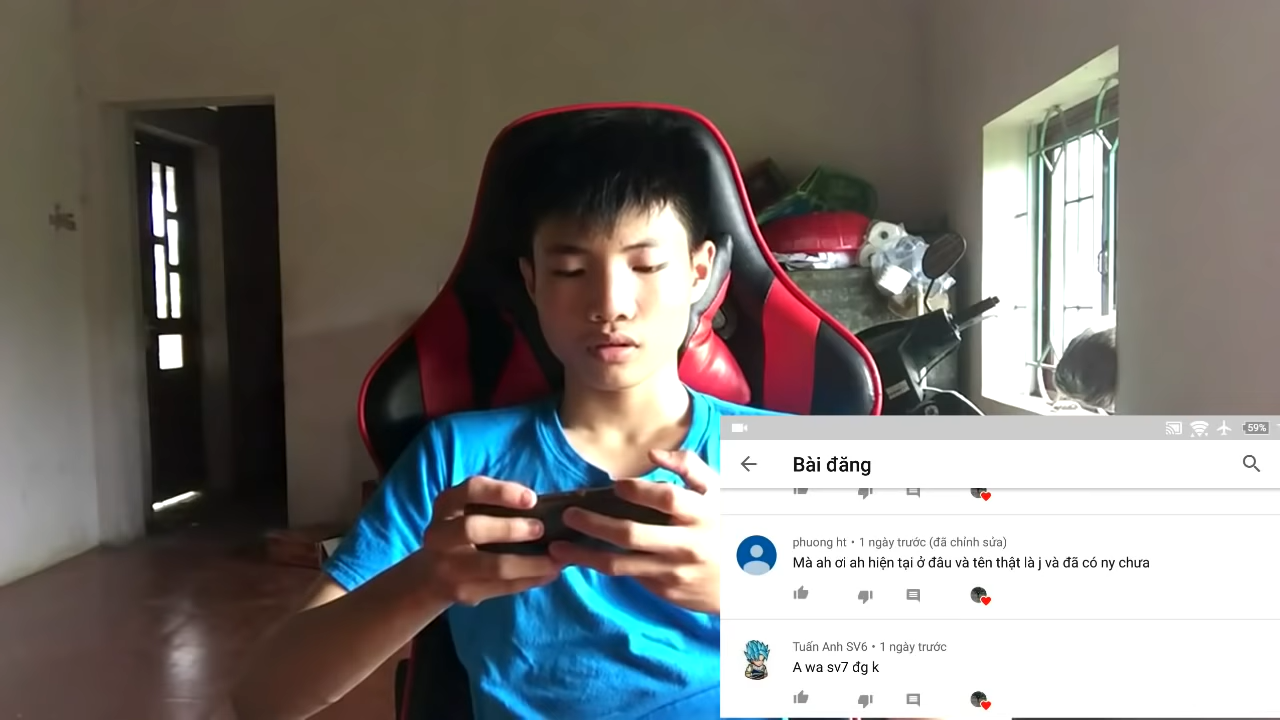 59%
Bài đăng
phuong ht • 1 ngày trước (đã chỉnh sửa)
Mà ah ơi ah hiện tại ở đâu và tên thật là j và đã có ny chưa
Tuấn Anh SV6 • 1 ngày trước
A wa sv7 đg k